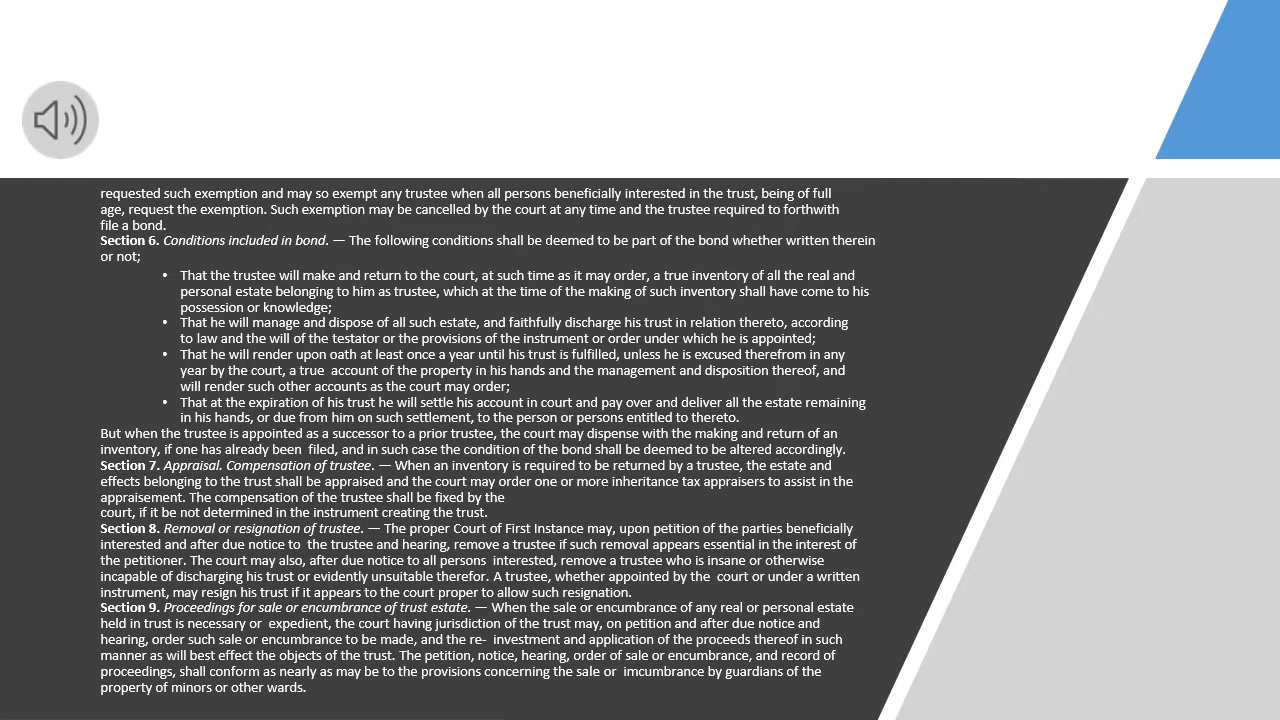 requested such exemption and may so exempt any trustee when all persons beneficially interested in the trust, being of full
age, request the exemption. Such exemption may be cancelled by the court at any time and the trustee required to forthwith
file a bond.
Section 6. Conditions included in bond. — The following conditions shall be deemed to be part of the bond whether written therein
or not;
• That the trustee will make and return to the court, at such time as it may order, a true inventory of all the real and
personal estate belonging to him as trustee, which at the time of the making of such inventory shall have come to his
possession or knowledge;
• That he will manage and dispose of all such estate, and faithfully discharge his trust in relation thereto, according
to law and the will of the testator or the provisions of the instrument or order under which he is appointed;
• That he will render upon oath at least once a year until his trust is fulfilled, unless he is excused therefrom in any
year by the court, a true account of the property in his hands and the management and disposition thereof, and
will render such other accounts as the court may order;
• That at the expiration of his trust he will settle his account in court and pay over and deliver all the estate remaining
in his hands, or due from him on such settlement, to the person or persons entitled to thereto.
But when the trustee is appointed as a successor to a prior trustee, the court may dispense with the making and return of an
inventory, if one has already been filed, and in such case the condition of the bond shall be deemed to be altered accordingly.
Section 7. Appraisal. Compensation of trustee. — When an inventory is required to be returned by a trustee, the estate and
effects belonging to the trust shall be appraised and the court may order one or more inheritance tax appraisers to assist in the
appraisement. The compensation of the trustee shall be fixed by the
court, if it be not determined in the instrument creating the trust.
Section 8. Removal or resignation of trustee. — The proper Court of First Instance may, upon petition of the parties beneficially
interested and after due notice to the trustee and hearing, remove a trustee if such removal appears essential in the interest of
the petitioner. The court may also, after due notice to all persons interested, remove a trustee who is insane or otherwise
incapable of discharging his trust or evidently unsuitable therefor. A trustee, whether appointed by the court or under a written
instrument, may resign his trust if it appears to the court proper to allow such resignation.
Section 9. Proceedings for sale or encumbrance of trust estate. — When the sale or encumbrance of any real or personal estate
held in trust is necessary or expedient, the court having jurisdiction of the trust may, on petition and after due notice and
hearing, order such sale or encumbrance to be made, and the re- investment and application of the proceeds thereof in such
manner as will best effect the objects of the trust. The petition, notice, hearing, order of sale or encumbrance, and record of
proceedings, shall conform as nearly as may be to the provisions concerning the sale or imcumbrance by guardians of the
property of minors or other wards.